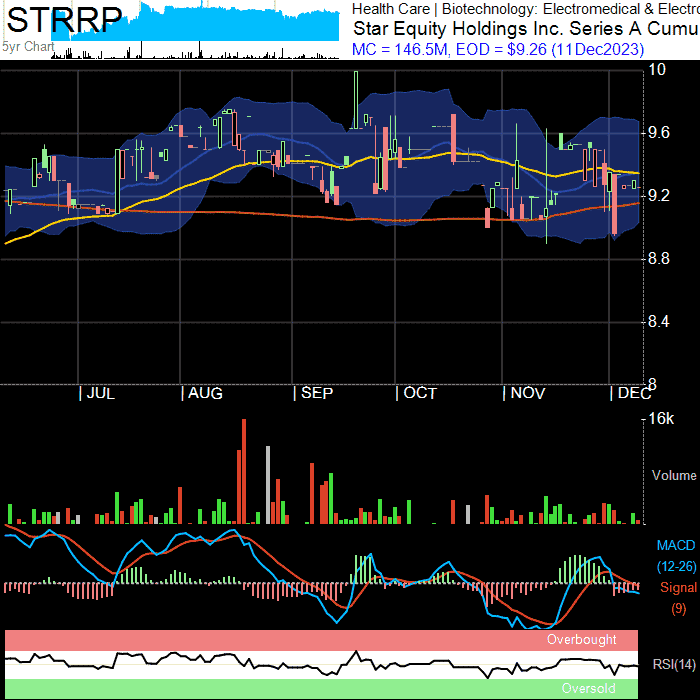 STRRP
5yr Chart
Health Care | Biotechnology: Electromedical & Electro
Star Equity Holdings Inc. Series A Cumu
MC = 146.5M, EOD = $9.26 (11Dec2023)
10
9.6
9.2
8.8
8.4
8
JUL AUG SEP OCT NOV DEC
16k
Volume
MACD
(12-26)
Signal
(9)
Overbought
RSI(14)
Oversold